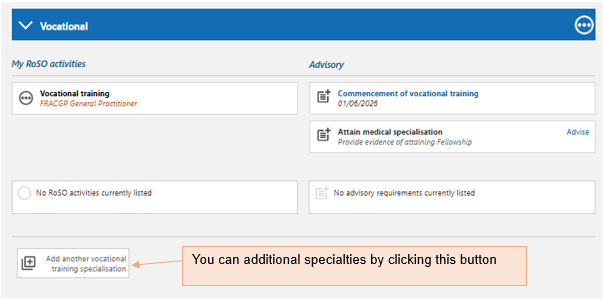 Vocational
My RoSO activities
Advisory
Vocational training
FRACGP General Practitioner
Commencement of vocational training
01/06/2026
Attain medical specialisation
Advise
Provide evidence of attaining Fellowship
No RoSO activities currently listed
No advisory requirements currently listed
Add another vocational
training specialisation
You can additional specialties by clicking this button